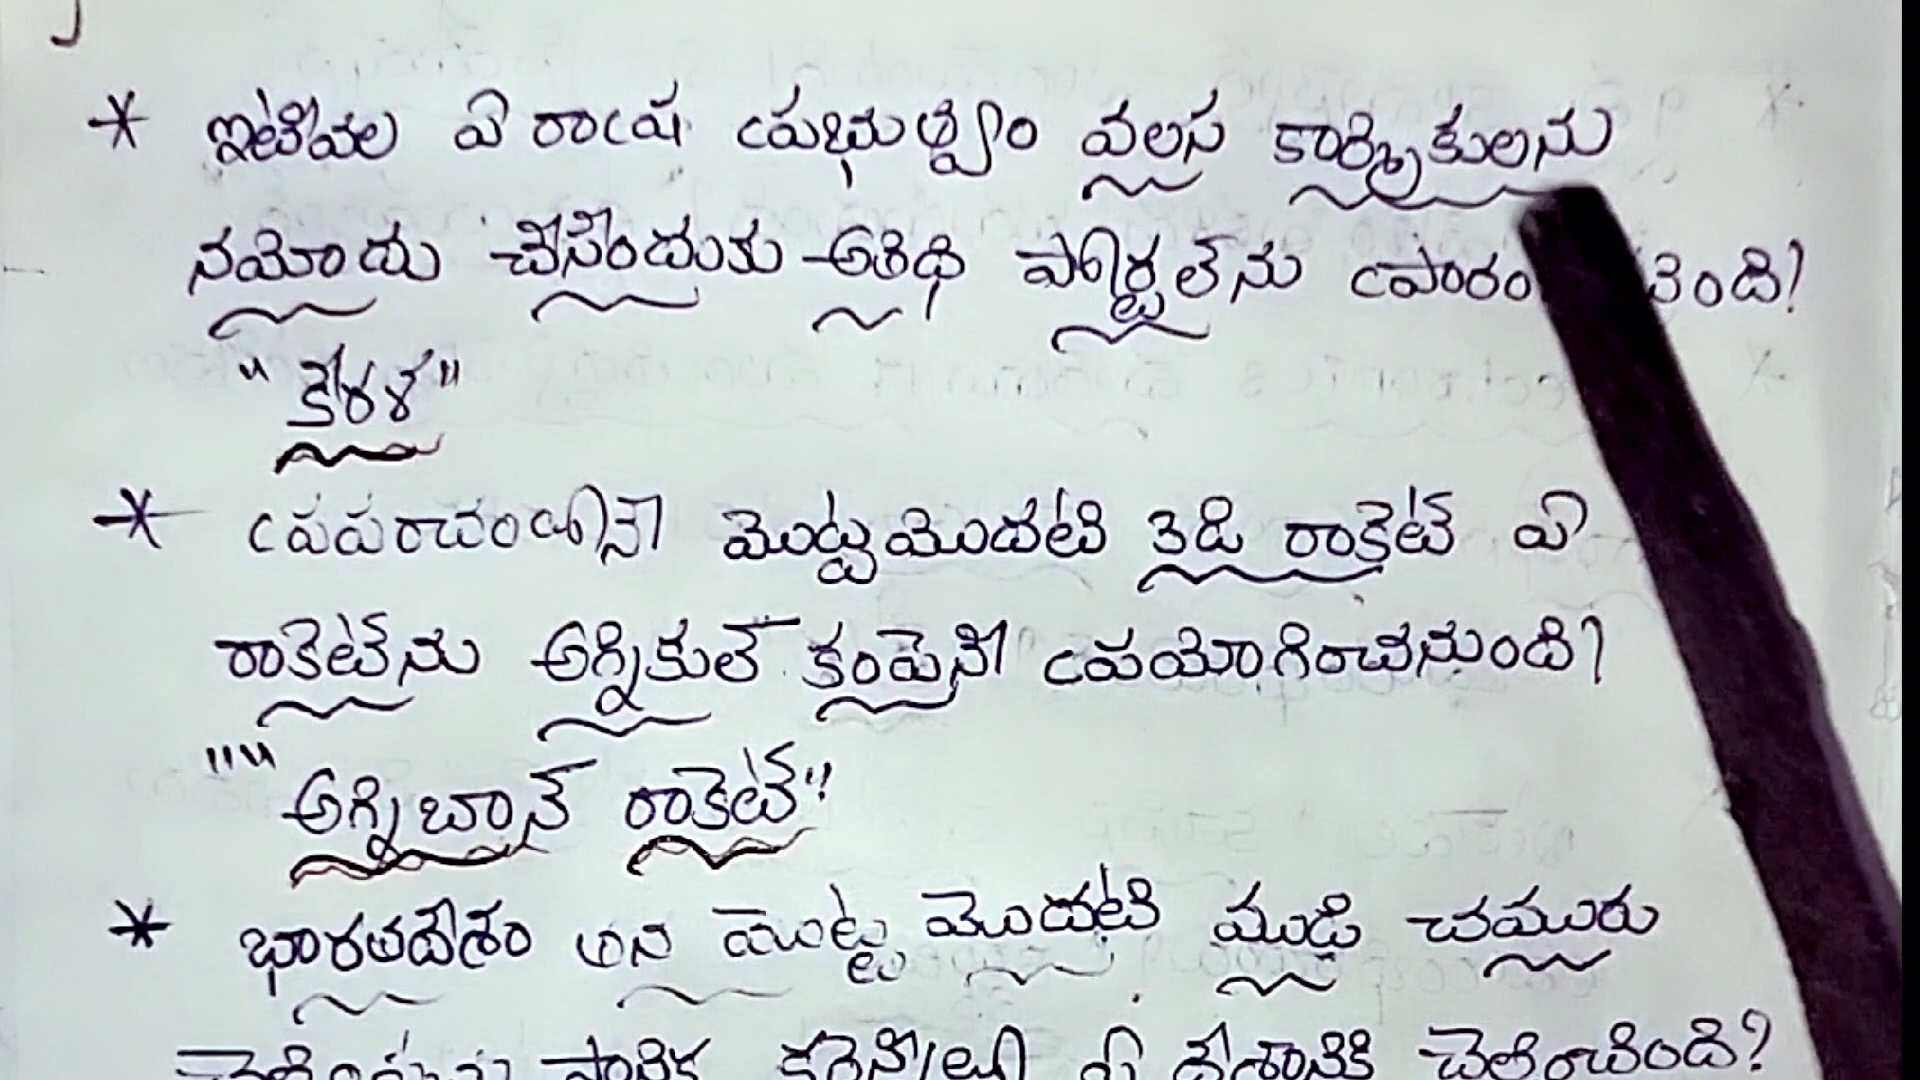 * ఇటీవల ఏ రాష్ట్ర ప్రభుత్వం వలస కార్మికులను
నమోదు చేసేందుకు అతిథి పోర్టల్‌ను
"కేరళ"
* ప్రపంచంలోనే మొట్టమొదటి 3డి రాకెట్ ఏ
రాకెట్‌ను అగ్నికుల్ కంపెనీ ప్రయోగించనుంది?
""అగ్నిబాన్ రాకెట్"
* భారతదేశం తన మొట్ట మొదటి ముడి చమురు
ఏ దేశానికి చెల్లించింది?